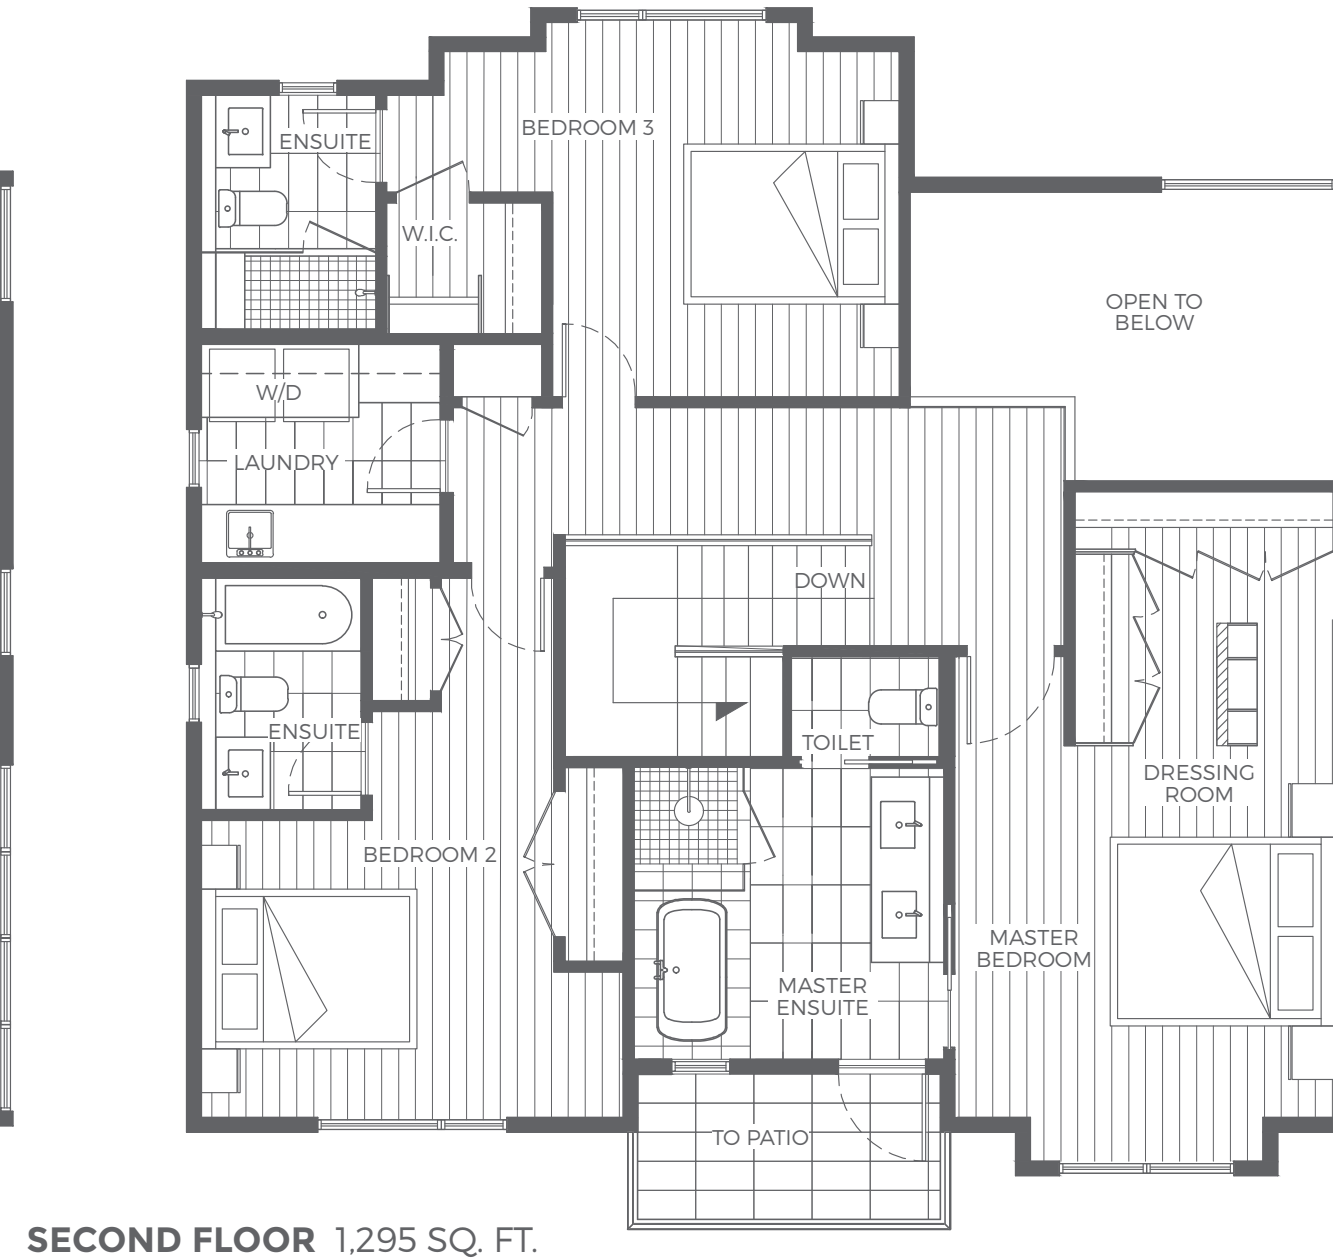 BEDROOM 3
ENSUITE
W.I.C.
OPEN TO
BELOW
W/D
LAUNDRY
DOWN
ENSUITE
TOILET
DRESSING
ROOM
BEDROOM 2
MASTER
BEDROOM
MASTER
ENSUITE
TO PATIO
SECOND FLOOR 1,295 SQ. FT.